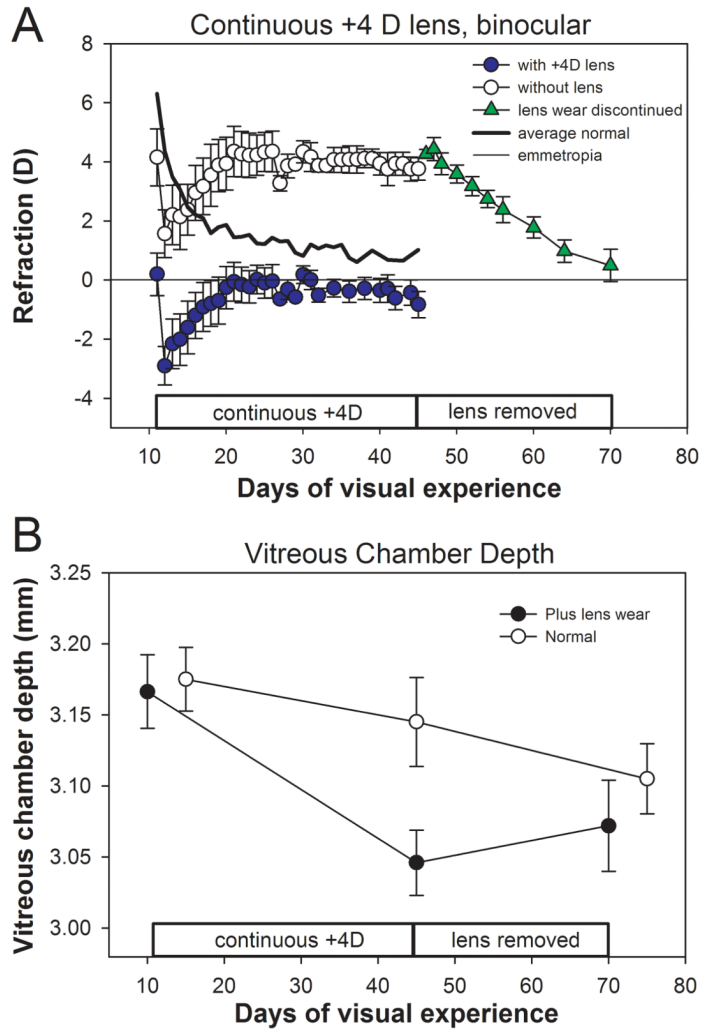 A
Continuous +4 D lens, binocular
8
6
4
2
0
-2
-4
Refraction (D)
with +4D lens
without lens
lens wear discontinued
average normal
emmetropia
continuous +4D
lens removed
10 20 30 40 50 60 70 80
Days of visual experience
B
Vitreous Chamber Depth
3.25
3.20
3.15
3.10
3.05
3.00
Vitreous chamber depth (mm)
Plus lens wear
Normal
continuous +4D
lens removed
10 20 30 40 50 60 70 80
Days of visual experience